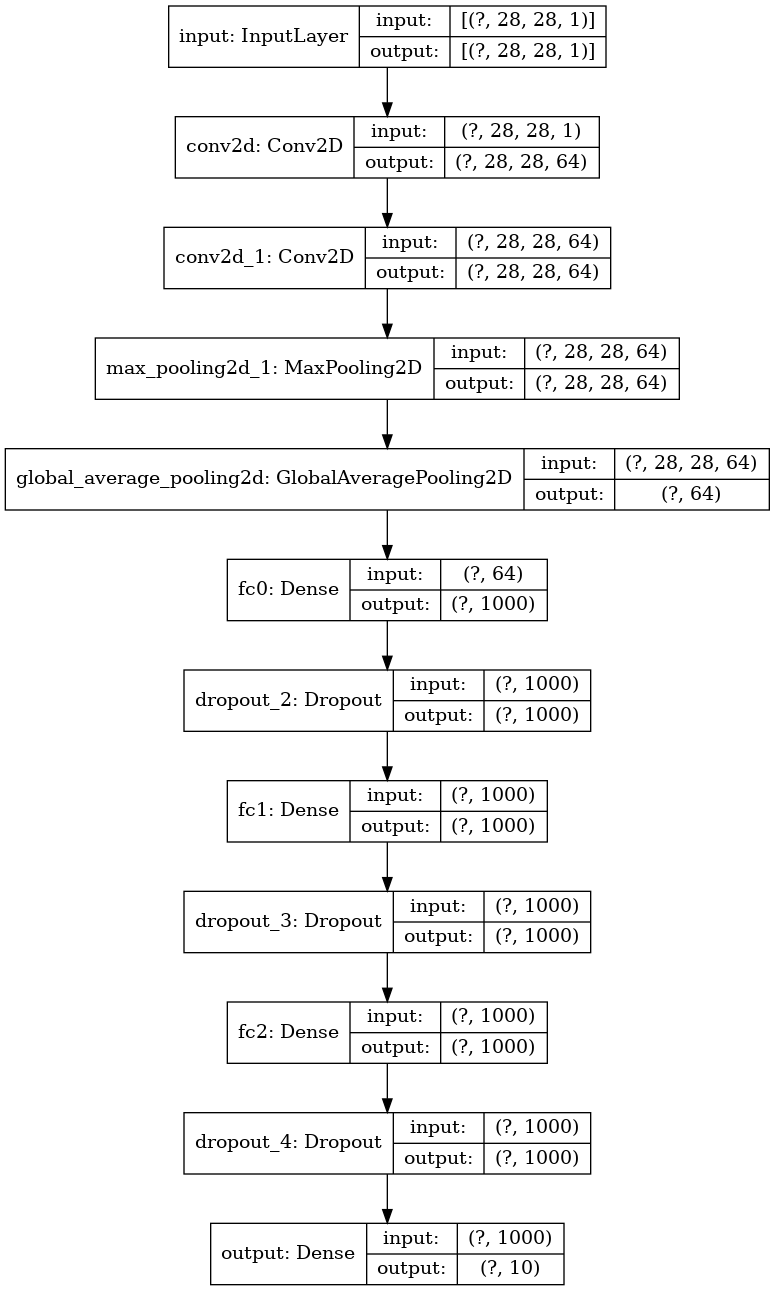 input: InputLayer
input: [(?, 28, 28, 1)]
output: [(?, 28, 28, 1)]
conv2d: Conv2D
input: (?, 28, 28, 1)
output: (?, 28, 28, 64)
conv2d_1: Conv2D
input: (?, 28, 28, 64)
output: (?, 28, 28, 64)
max_pooling2d_1: MaxPooling2D
input: (?, 28, 28, 64)
output: (?, 28, 28, 64)
global_average_pooling2d: GlobalAveragePooling2D
input: (?, 28, 28, 64)
output: (?, 64)
fc0: Dense
input: (?, 64)
output: (?, 1000)
dropout_2: Dropout
input: (?, 1000)
output: (?, 1000)
fc1: Dense
input: (?, 1000)
output: (?, 1000)
dropout_3: Dropout
input: (?, 1000)
output: (?, 1000)
fc2: Dense
input: (?, 1000)
output: (?, 1000)
dropout_4: Dropout
input: (?, 1000)
output: (?, 1000)
output: Dense
input: (?, 1000)
output: (?, 10)